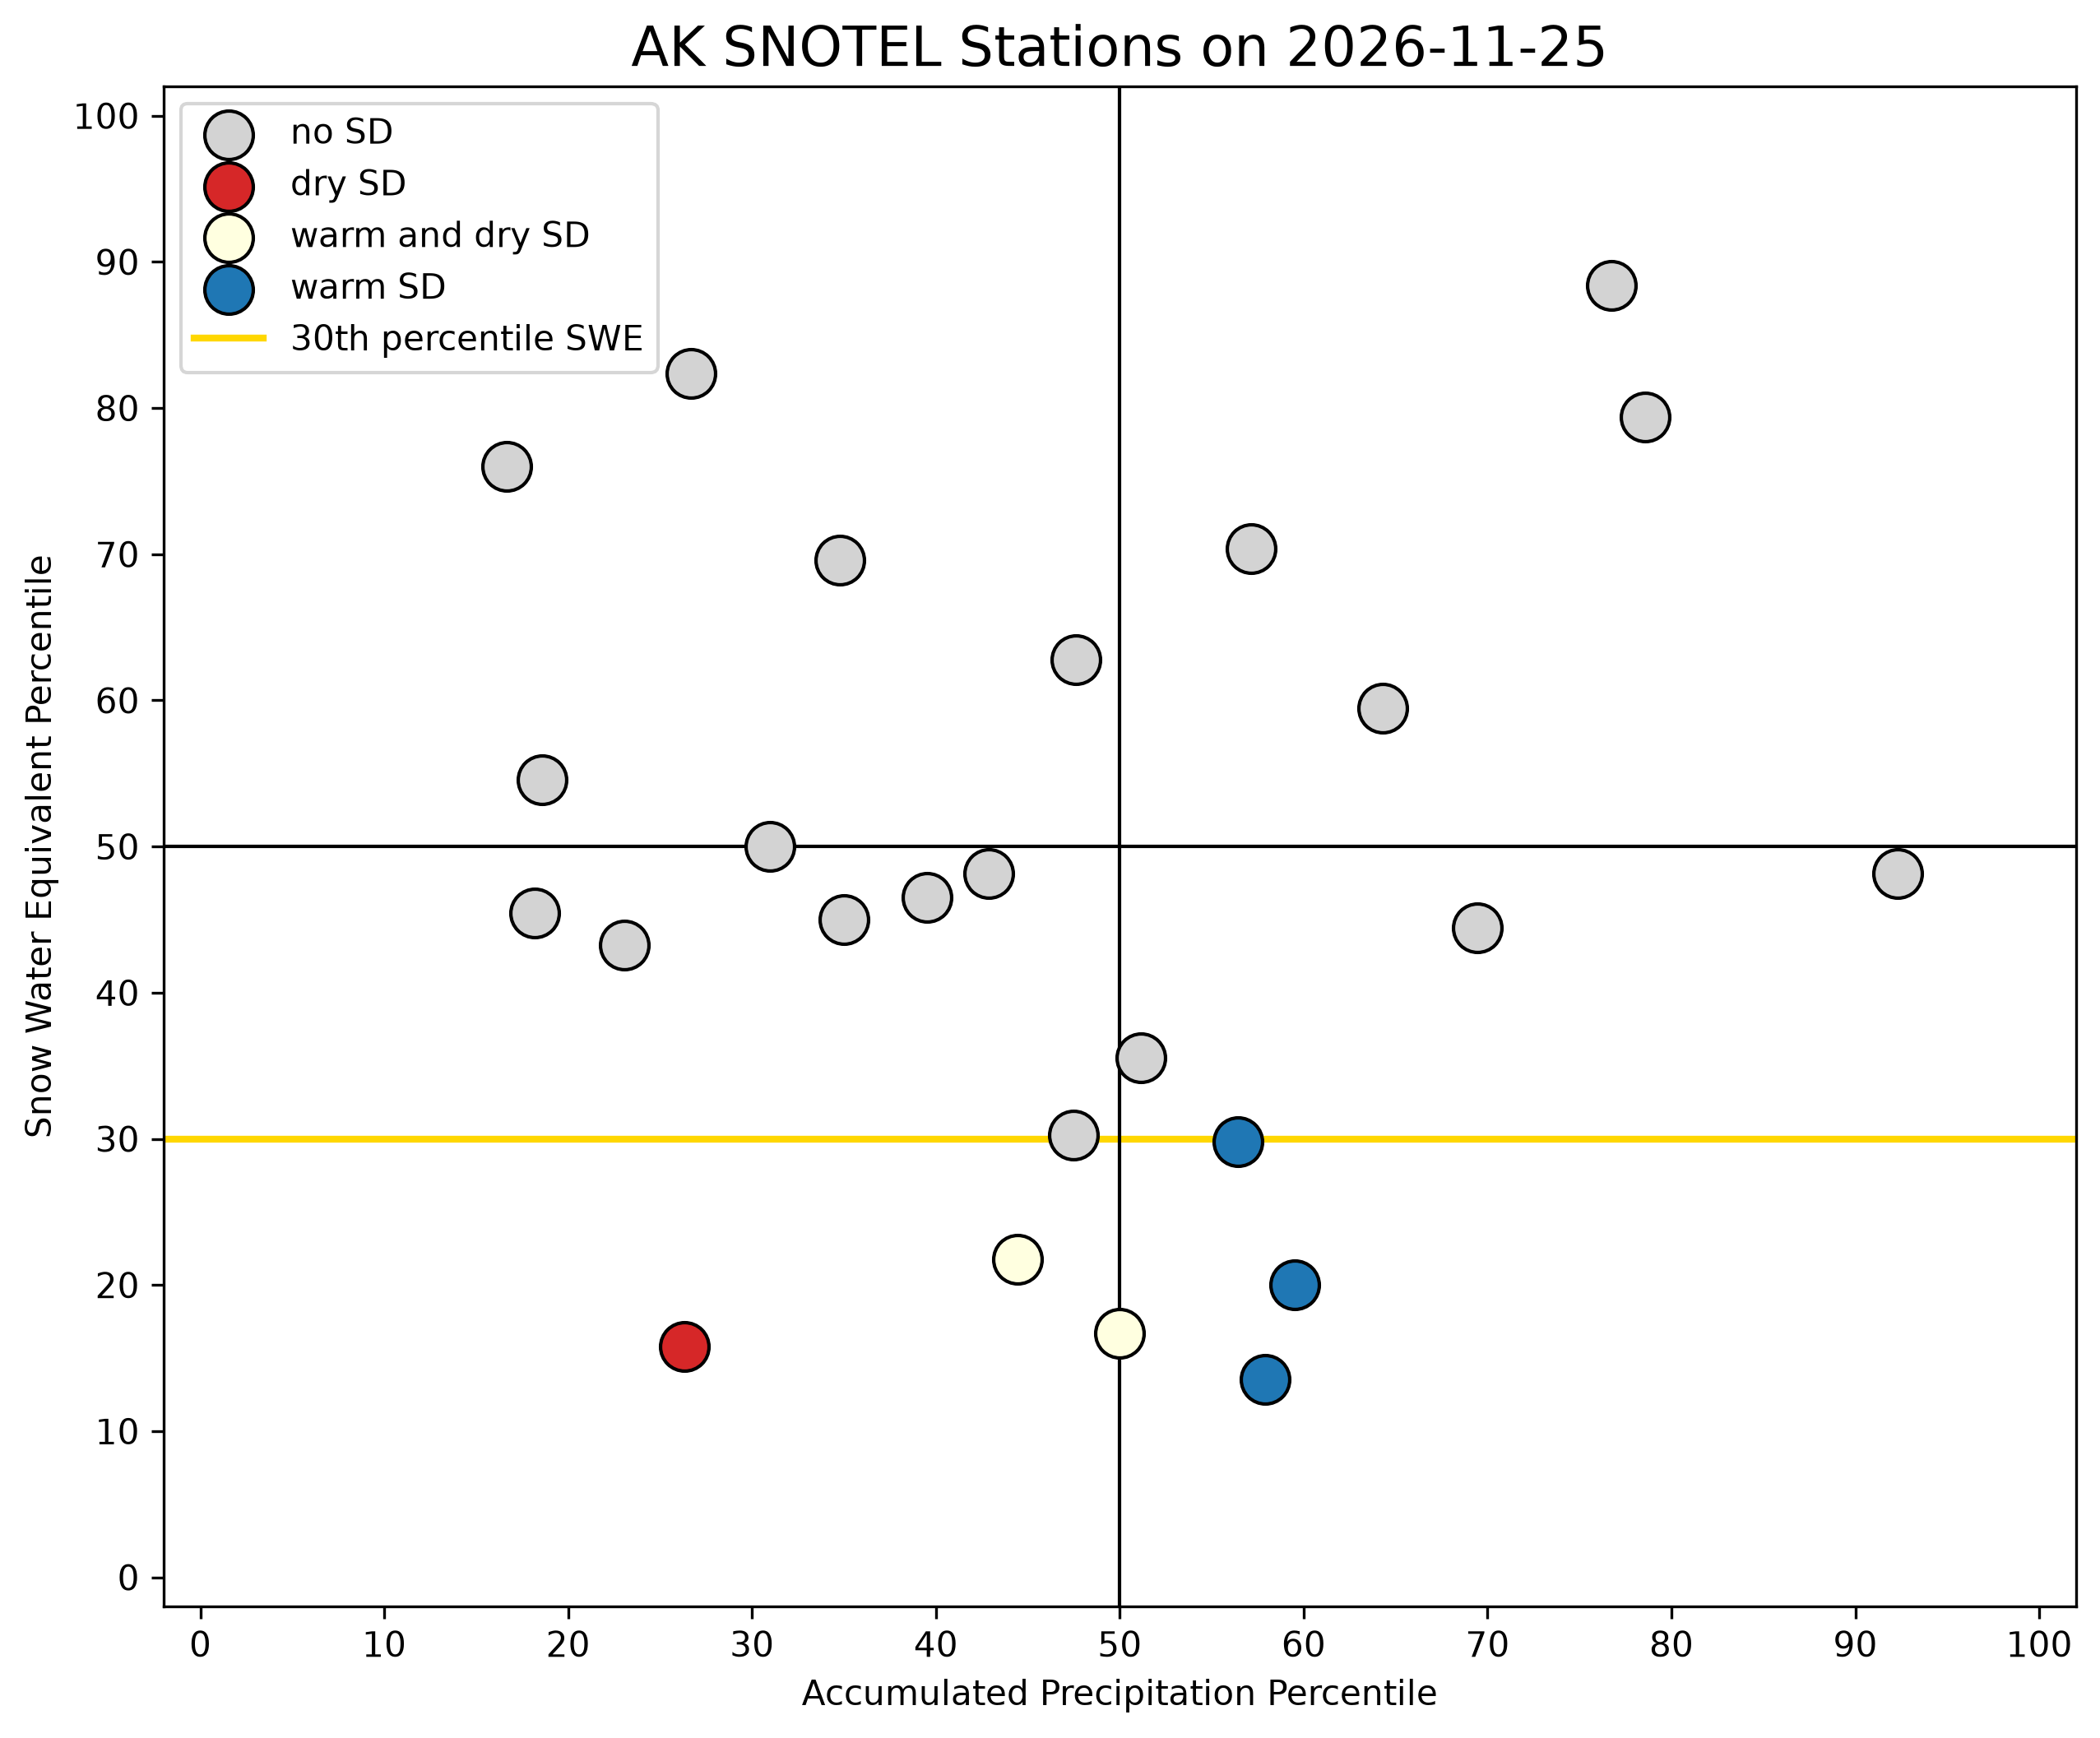 AK SNOTEL Stations on 2026-11-25
no SD
dry SD
warm and dry SD
warm SD
30th percentile SWE
Snow Water Equivalent Percentile
100
90
80
70
60
50
40
30
20
10
0
0 10 20 30 40 50 60 70 80 90 100
Accumulated Precipitation Percentile